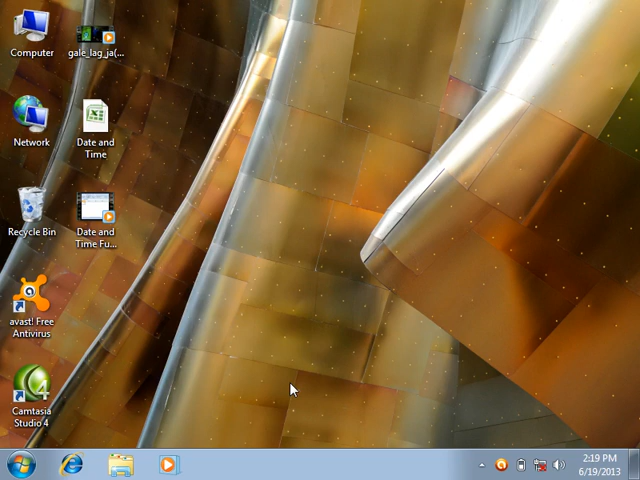 Computer
gale_lag_ja(...
Network
Date and
Time
Recycle Bin
Date and
Time Fu...
avast! Free
Antivirus
4
Camtasia
Studio 4
2:19 PM
6/19/2013